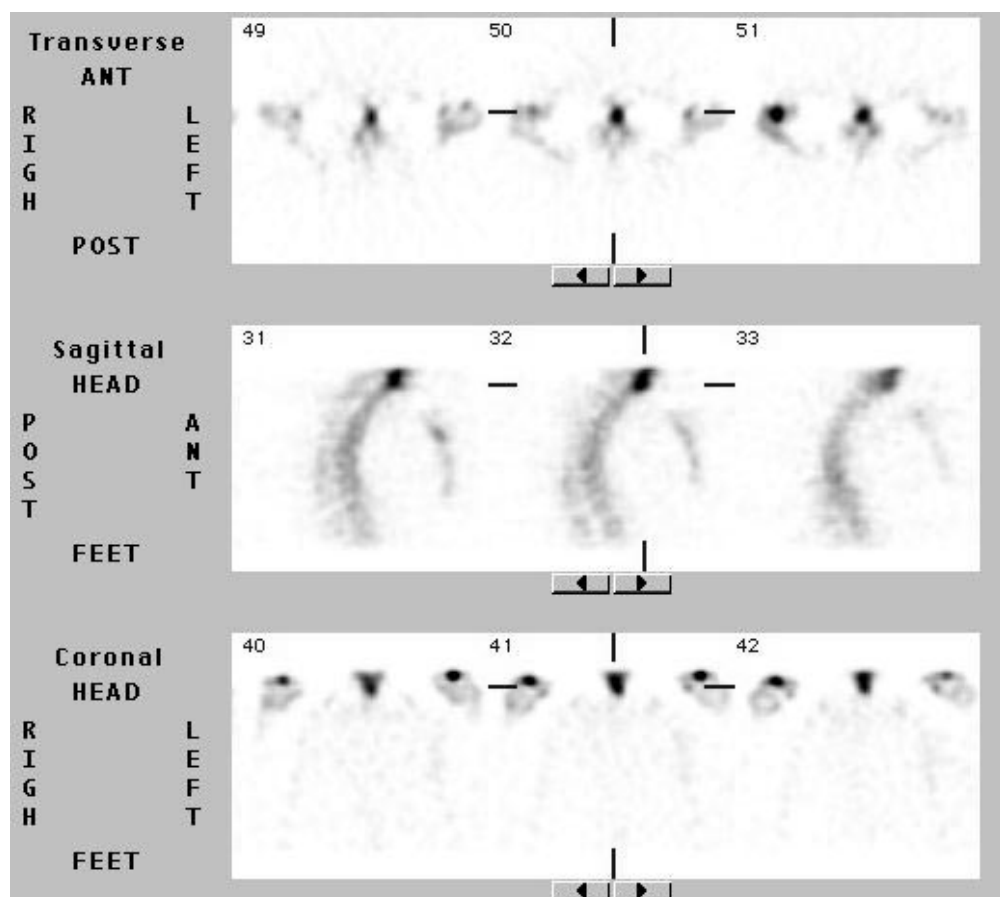 Transverse
ANT
49 50 51
R L
I E
G F
H T
POST
Sagittal
HEAD
31 32 33
P A
O N
S T
T
FEET
Coronal
HEAD
40 41 42
R L
I E
G F
H T
FEET